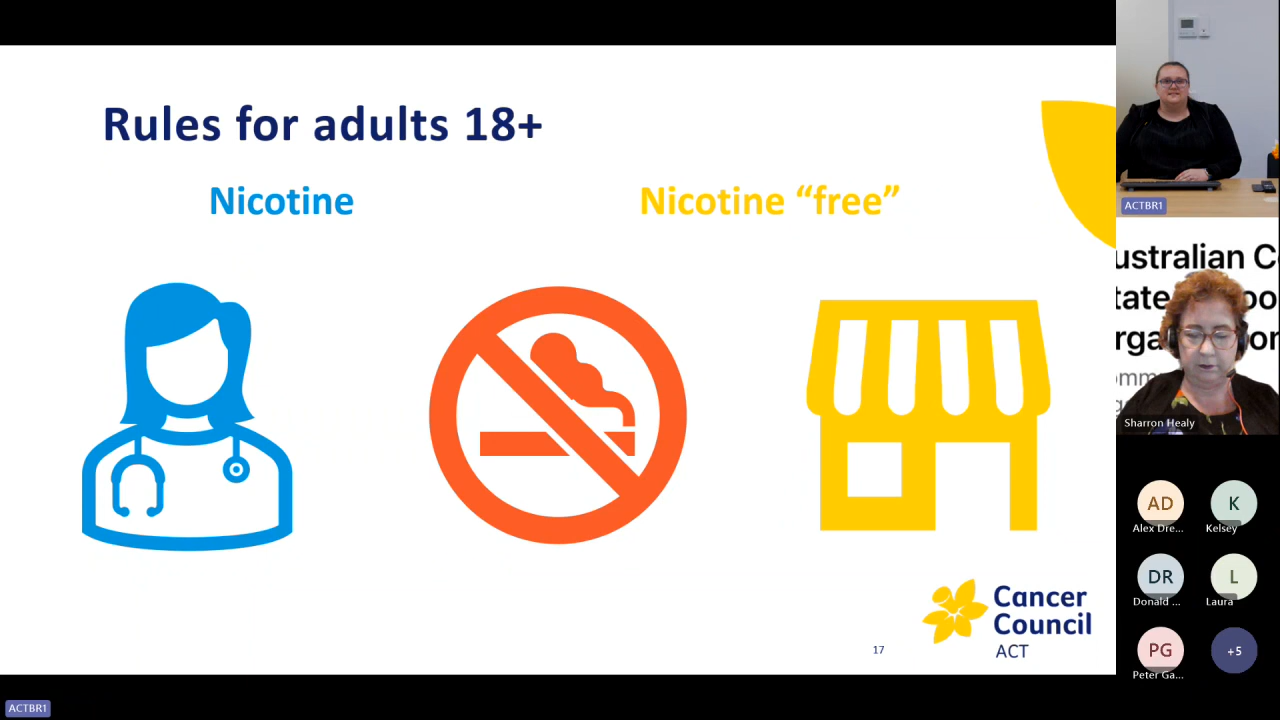 Rules for adults 18+
Nicotine
Nicotine “free”
17
Cancer
Council
ACT
ACTBR1
ustralian C
tate
Sharron Healy
AD
K
Alex Dre...
Kelsey
DR
L
Donald ...
Laura
PG
+5
Peter Ga...
ACTBR1